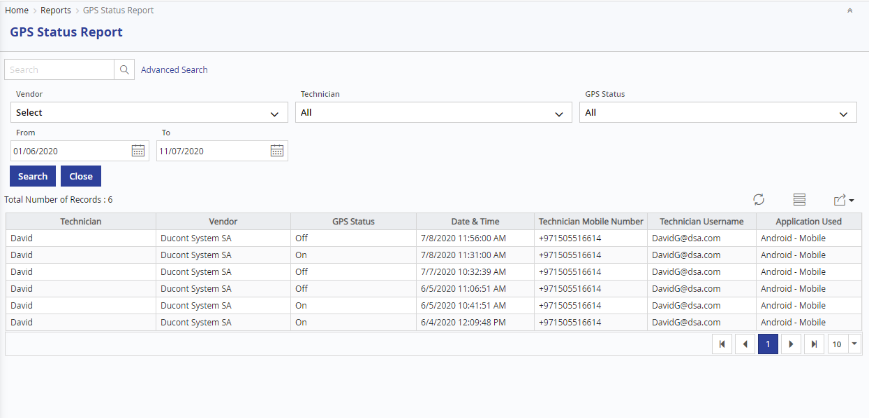 Home > Reports > GPS Status Report
GPS Status Report
Search Advanced Search
Vendor Technician GPS Status
Select All All
From To
01/06/2020 11/07/2020
Search Close
Total Number of Records : 6
Technician Vendor GPS Status Date & Time Technician Mobile Number Technician Username Application Used
David Ducont System SA Off 7/8/2020 11:56:00 AM +971505516614 DavidG@dsa.com Android - Mobile
David Ducont System SA On 7/8/2020 11:31:00 AM +971505516614 DavidG@dsa.com Android - Mobile
David Ducont System SA Off 7/7/2020 10:32:39 AM +971505516614 DavidG@dsa.com Android - Mobile
David Ducont System SA Off 6/5/2020 11:06:51 AM +971505516614 DavidG@dsa.com Android - Mobile
David Ducont System SA On 6/5/2020 10:41:51 AM +971505516614 DavidG@dsa.com Android - Mobile
David Ducont System SA On 6/4/2020 12:09:48 PM +971505516614 DavidG@dsa.com Android - Mobile
1 10